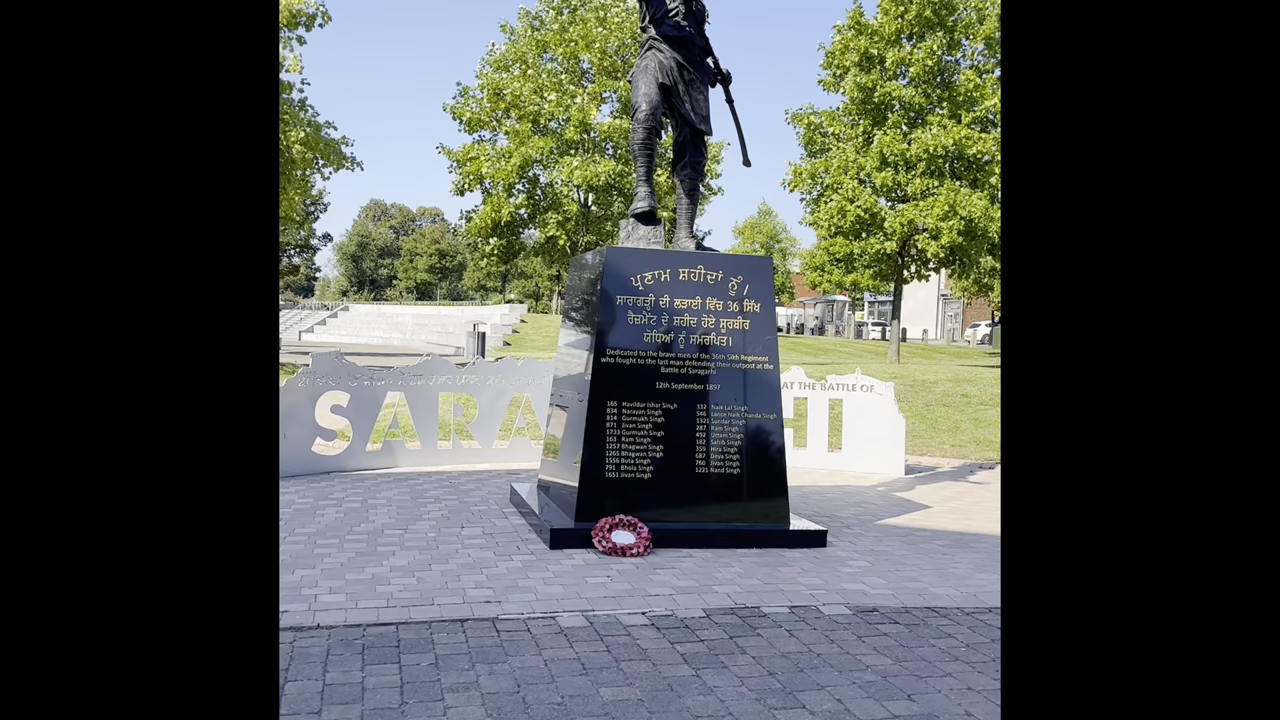 ਪ੍ਰਣਾਮ ਸ਼ਹੀਦਾਂ ਨੂੰ।
ਸਾਰਾਗੜ੍ਹੀ ਦੀ ਲੜਾਈ ਵਿੱਚ 36 ਸਿੱਖ
ਰੈਜ਼ਮੈਂਟ ਦੇ ਸ਼ਹੀਦ ਹੋਏ ਸੂਰਬੀਰ
ਯੋਧਿਆਂ ਨੂੰ ਸਮਰਪਿਤ।
Dedicated to the brave men of the 36th Sikh Regiment
who fought to the last man defending their outpost at the
Battle of Saragarhi
12th September 1897
165 Havildar Ishar Singh
834 Narayan Singh
814 Gurmukh Singh
871 Jivan Singh
1733 Gurmukh Singh
163 Ram Singh
1257 Bhagwan Singh
1265 Bhagwan Singh
1556 Buta Singh
791 Bhola Singh
1651 Jivan Singh
332 Naik Lal Singh
546 Lance Naik Chanda Singh
1321 Sundar Singh
287 Ram Singh
492 Uttam Singh
182 Sahib Singh
359 Hira Singh
687 Deya Singh
760 Jivan Singh
1221 Nand Singh
AT THE BATTLE OF
SARA HI